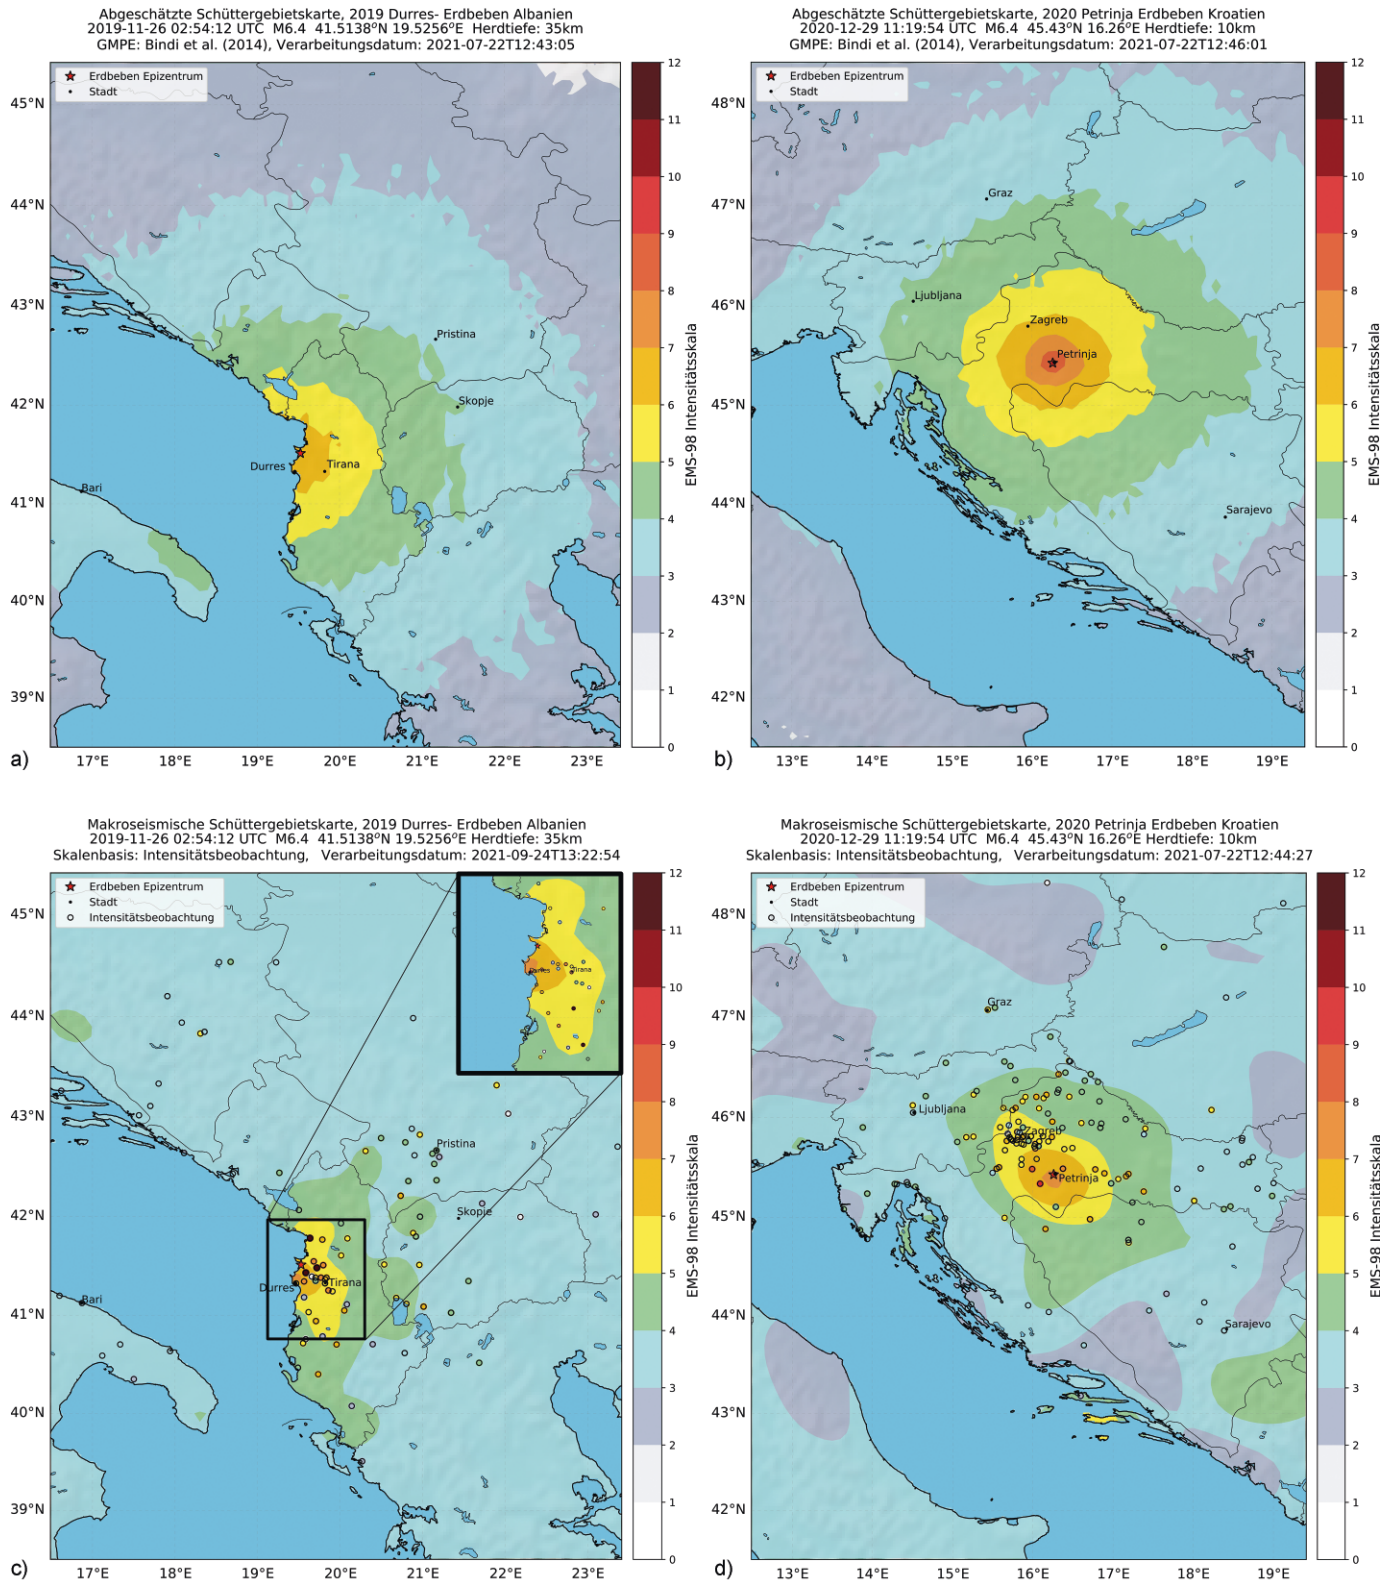 Abgeschätzte Schüttergebietskarte, 2019 Durres- Erdbeben Albanien
2019-11-26 02:54:12 UTC M6.4 41.5138°N 19.5256°E Herdtiefe: 35km
GMPE: Bindi et al. (2014), Verarbeitungsdatum: 2021-07-22T12:43:05
Erdbeben Epizentrum
Stadt
45°N
44°N
43°N
42°N
41°N
40°N
39°N
Pristina
Skopje
Durres
Tirana
Bari
17°E 18°E 19°E 20°E 21°E 22°E 23°E
12
11
10
9
8
7
6
5
4
3
2
1
0
EMS-98 Intensitätsskala
a)
Abgeschätzte Schüttergebietskarte, 2020 Petrinja Erdbeben Kroatien
2020-12-29 11:19:54 UTC M6.4 45.43°N 16.26°E Herdtiefe: 10km
GMPE: Bindi et al. (2014), Verarbeitungsdatum: 2021-07-22T12:46:01
Erdbeben Epizentrum
Stadt
48°N
47°N
46°N
45°N
44°N
43°N
42°N
Graz
Ljubljana
Zagreb
Petrinja
Sarajevo
13°E 14°E 15°E 16°E 17°E 18°E 19°E
12
11
10
9
8
7
6
5
4
3
2
1
0
EMS-98 Intensitätsskala
b)
Makroseismische Schüttergebietskarte, 2019 Durres- Erdbeben Albanien
2019-11-26 02:54:12 UTC M6.4 41.5138°N 19.5256°E Herdtiefe: 35km
Skalenbasis: Intensitätsbeobachtung, Verarbeitungsdatum: 2021-09-24T13:22:54
Erdbeben Epizentrum
Stadt
Intensitätsbeobachtung
Durres
Tirana
45°N
44°N
43°N
42°N
41°N
40°N
39°N
Pristina
Skopje
Durres
Tirana
Bari
17°E 18°E 19°E 20°E 21°E 22°E 23°E
12
11
10
9
8
7
6
5
4
3
2
1
0
EMS-98 Intensitätsskala
c)
Makroseismische Schüttergebietskarte, 2020 Petrinja Erdbeben Kroatien
2020-12-29 11:19:54 UTC M6.4 45.43°N 16.26°E Herdtiefe: 10km
Skalenbasis: Intensitätsbeobachtung, Verarbeitungsdatum: 2021-07-22T12:44:27
Erdbeben Epizentrum
Stadt
Intensitätsbeobachtung
48°N
47°N
46°N
45°N
44°N
43°N
42°N
Graz
Ljubljana
Zagreb
Petrinja
Sarajevo
13°E 14°E 15°E 16°E 17°E 18°E 19°E
12
11
10
9
8
7
6
5
4
3
2
1
0
EMS-98 Intensitätsskala
d)